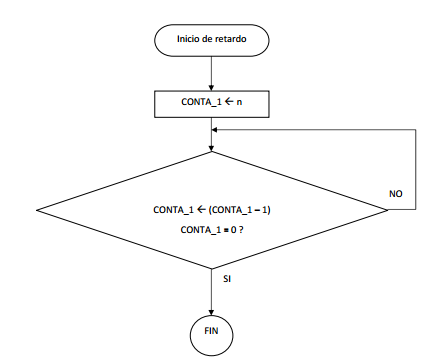 Inicio de retardo
CONTA_1 ← n
NO
CONTA_1 ← (CONTA_1 – 1)
CONTA_1 = 0 ?
SI
FIN